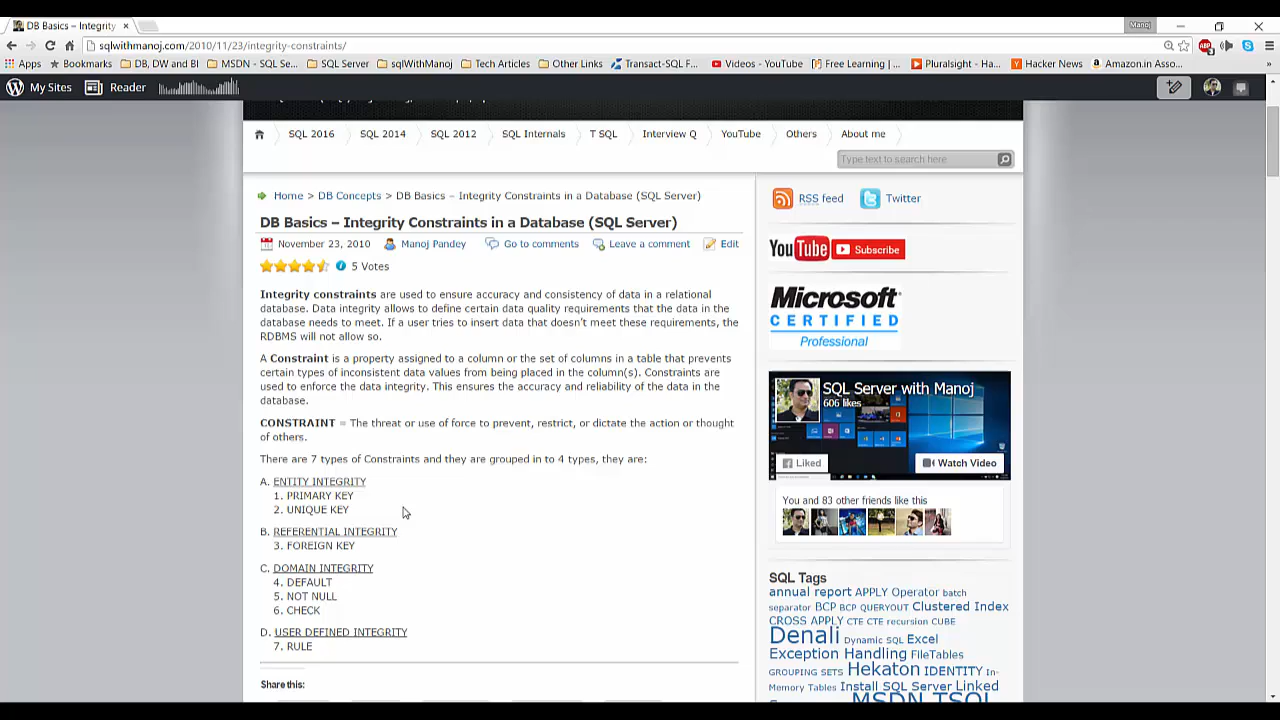 DB Basics – Integrity
Manoj
sqlwithmanoj.com/2010/11/23/integrity-constraints/
Apps Bookmarks DB, DW and BI MSDN - SQL Se... SQL Server sqlWithManoj Tech Articles Other Links Transact-SQL F... Videos - YouTube Free Learning | ... Pluralsight - Ha... Hacker News Amazon.in Asso... »
My Sites Reader
SQL 2016 SQL 2014 SQL 2012 SQL Internals T SQL Interview Q YouTube Others About me
Type text to search here
Home > DB Concepts > DB Basics – Integrity Constraints in a Database (SQL Server)
DB Basics – Integrity Constraints in a Database (SQL Server)
November 23, 2010 Manoj Pandey Go to comments Leave a comment Edit
5 Votes
Integrity constraints are used to ensure accuracy and consistency of data in a relational
database. Data integrity allows to define certain data quality requirements that the data in the
database needs to meet. If a user tries to insert data that doesn't meet these requirements, the
RDBMS will not allow so.
A Constraint is a property assigned to a column or the set of columns in a table that prevents
certain types of inconsistent data values from being placed in the column(s). Constraints are
used to enforce the data integrity. This ensures the accuracy and reliability of the data in the
database.
CONSTRAINT = The threat or use of force to prevent, restrict, or dictate the action or thought
of others.
There are 7 types of Constraints and they are grouped in to 4 types, they are:
A. ENTITY INTEGRITY
1. PRIMARY KEY
2. UNIQUE KEY
B. REFERENTIAL INTEGRITY
3. FOREIGN KEY
C. DOMAIN INTEGRITY
4. DEFAULT
5. NOT NULL
6. CHECK
D. USER DEFINED INTEGRITY
7. RULE
Share this:
RSS feed Twitter
YouTube Subscribe
Microsoft
CERTIFIED
Professional
SQL Server with Manoj
606 likes
Liked Watch Video
You and 83 other friends like this
SQL Tags
annual report APPLY Operator batch
separator BCP BCP QUERYOUT Clustered Index
CROSS APPLY CTE CTE recursion CUBE
Denali Dynamic SQL Excel
Exception Handling FileTables
GROUPING SETS Hekaton IDENTITY In-
Memory Tables Install SQL Server Linked
MSDN TSQL